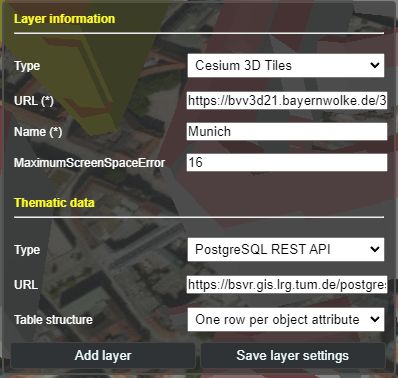 Layer information
Type Cesium 3D Tiles
URL (*) https://bvv3d21.bayernwolke.de/3
Name (*) Munich
MaximumScreenSpaceError 16
Thematic data
Type PostgreSQL REST API
URL https://bsvr.gis.lrg.tum.de/postgres
Table structure One row per object attribute
Add layer Save layer settings